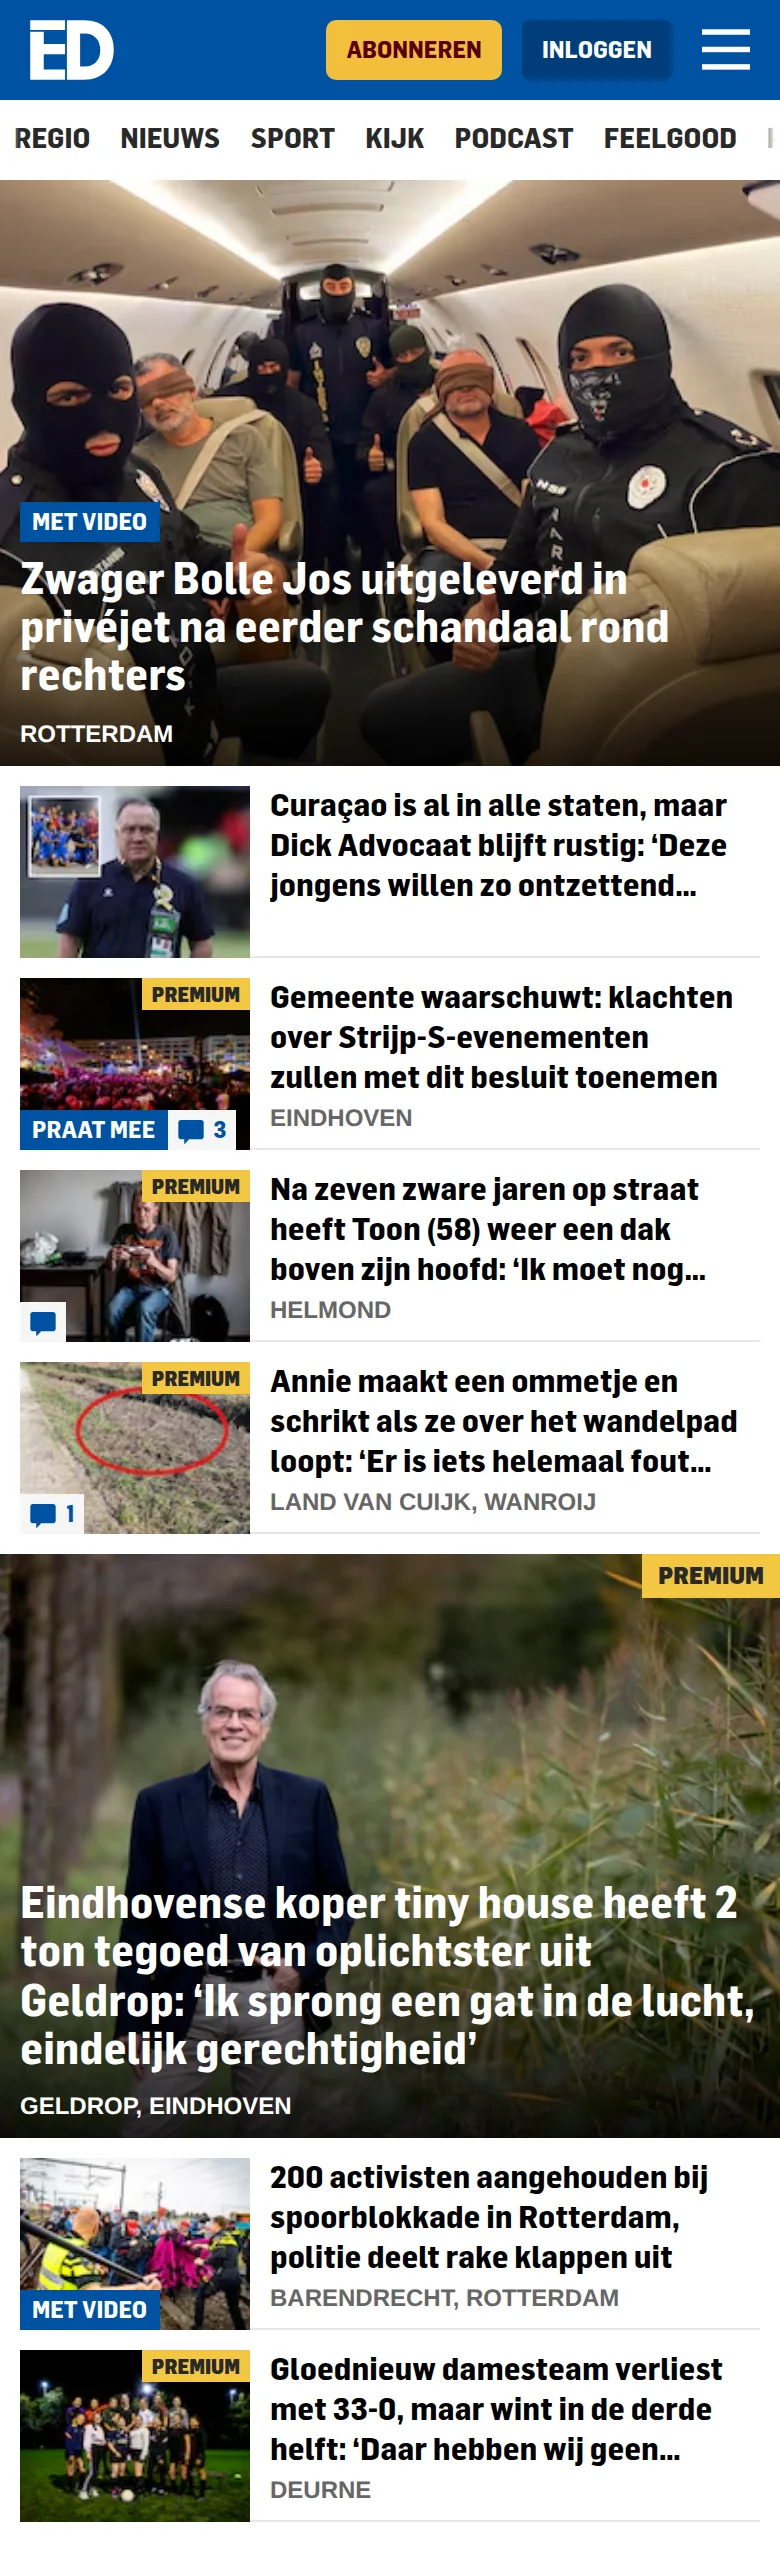 ED
ABONNEREN
INLOGGEN
REGIO NIEUWS SPORT KIJK PODCAST FEELGOOD
MET VIDEO
Zwager Bolle Jos uitgeleverd in
privéjet na eerder schandaal rond
rechters
ROTTERDAM
Curaçao is al in alle staten, maar
Dick Advocaat blijft rustig: ‘Deze
jongens willen zo ontzettend...
PREMIUM
PRAAT MEE
3
Gemeente waarschuwt: klachten
over Strijp-S-evenementen
zullen met dit besluit toenemen
EINDHOVEN
PREMIUM
Na zeven zware jaren op straat
heeft Toon (58) weer een dak
boven zijn hoofd: ‘Ik moet nog...
HELMOND
PREMIUM
1
Annie maakt een ommetje en
schrikt als ze over het wandelpad
loopt: ‘Er is iets helemaal fout...
LAND VAN CUIJK, WANROIJ
PREMIUM
Eindhovense koper tiny house heeft 2
ton tegoed van oplichtster uit
Geldrop: ‘Ik sprong een gat in de lucht,
eindelijk gerechtigheid’
GELDROP, EINDHOVEN
MET VIDEO
200 activisten aangehouden bij
spoorblokkade in Rotterdam,
politie deelt rake klappen uit
BARENDRECHT, ROTTERDAM
PREMIUM
Gloednieuw damesteam verliest
met 33-0, maar wint in de derde
helft: ‘Daar hebben wij geen...
DEURNE